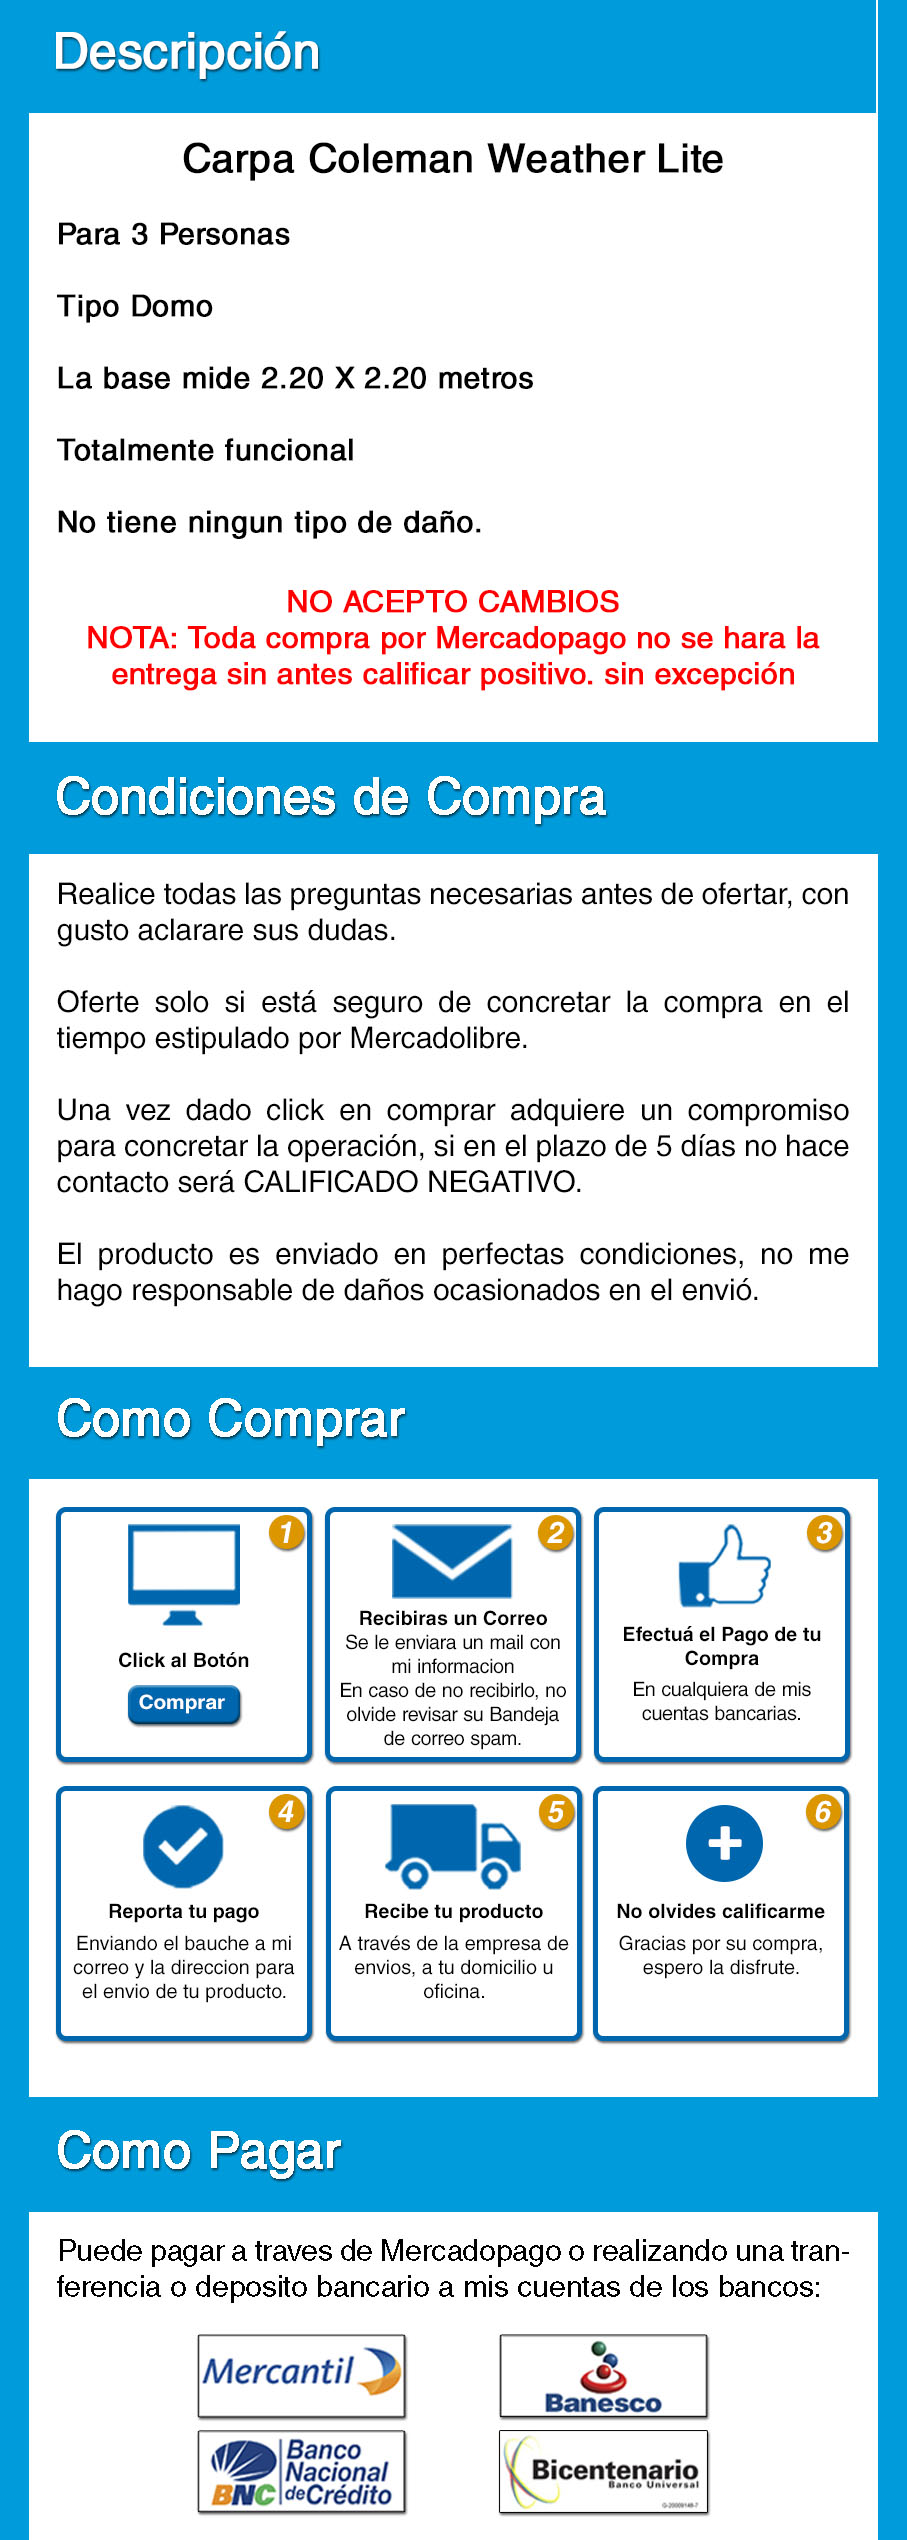 Descripción
Carpa Coleman Weather Lite
Para 3 Personas
Tipo Domo
La base mide 2.20 X 2.20 metros
Totalmente funcional
No tiene ningun tipo de daño.
NO ACEPTO CAMBIOS
NOTA: Toda compra por Mercadopago no se hara la
entrega sin antes calificar positivo. sin excepción
Condiciones de Compra
Realice todas las preguntas necesarias antes de ofertar, con
gusto aclarare sus dudas.
Oferte solo si está seguro de concretar la compra en el
tiempo estipulado por Mercadolibre.
Una vez dado click en comprar adquiere un compromiso
para concretar la operación, si en el plazo de 5 días no hace
contacto será CALIFICADO NEGATIVO.
El producto es enviado en perfectas condiciones, no me
hago responsable de daños ocasionados en el envió.
Como Comprar
1
Click al Botón
Comprar
2
Recibiras un Correo
Se le enviara un mail con
mi informacion
En caso de no recibirlo, no
olvide revisar su Bandeja
de correo spam.
3
Efectuá el Pago de tu
Compra
En cualquiera de mis
cuentas bancarias.
4
Reporta tu pago
Enviando el bauche a mi
correo y la direccion para
el envio de tu producto.
5
Recibe tu producto
A través de la empresa de
envios, a tu domicilio u
oficina.
6
No olvides calificarme
Gracias por su compra,
espero la disfrute.
Como Pagar
Puede pagar a traves de Mercadopago o realizando una tran-
ferencia o deposito bancario a mis cuentas de los bancos:
Mercantil
Banesco
BNC
Banco
Nacional
de Crédito
Bicentenario
Banco Universal
G-20009148-7